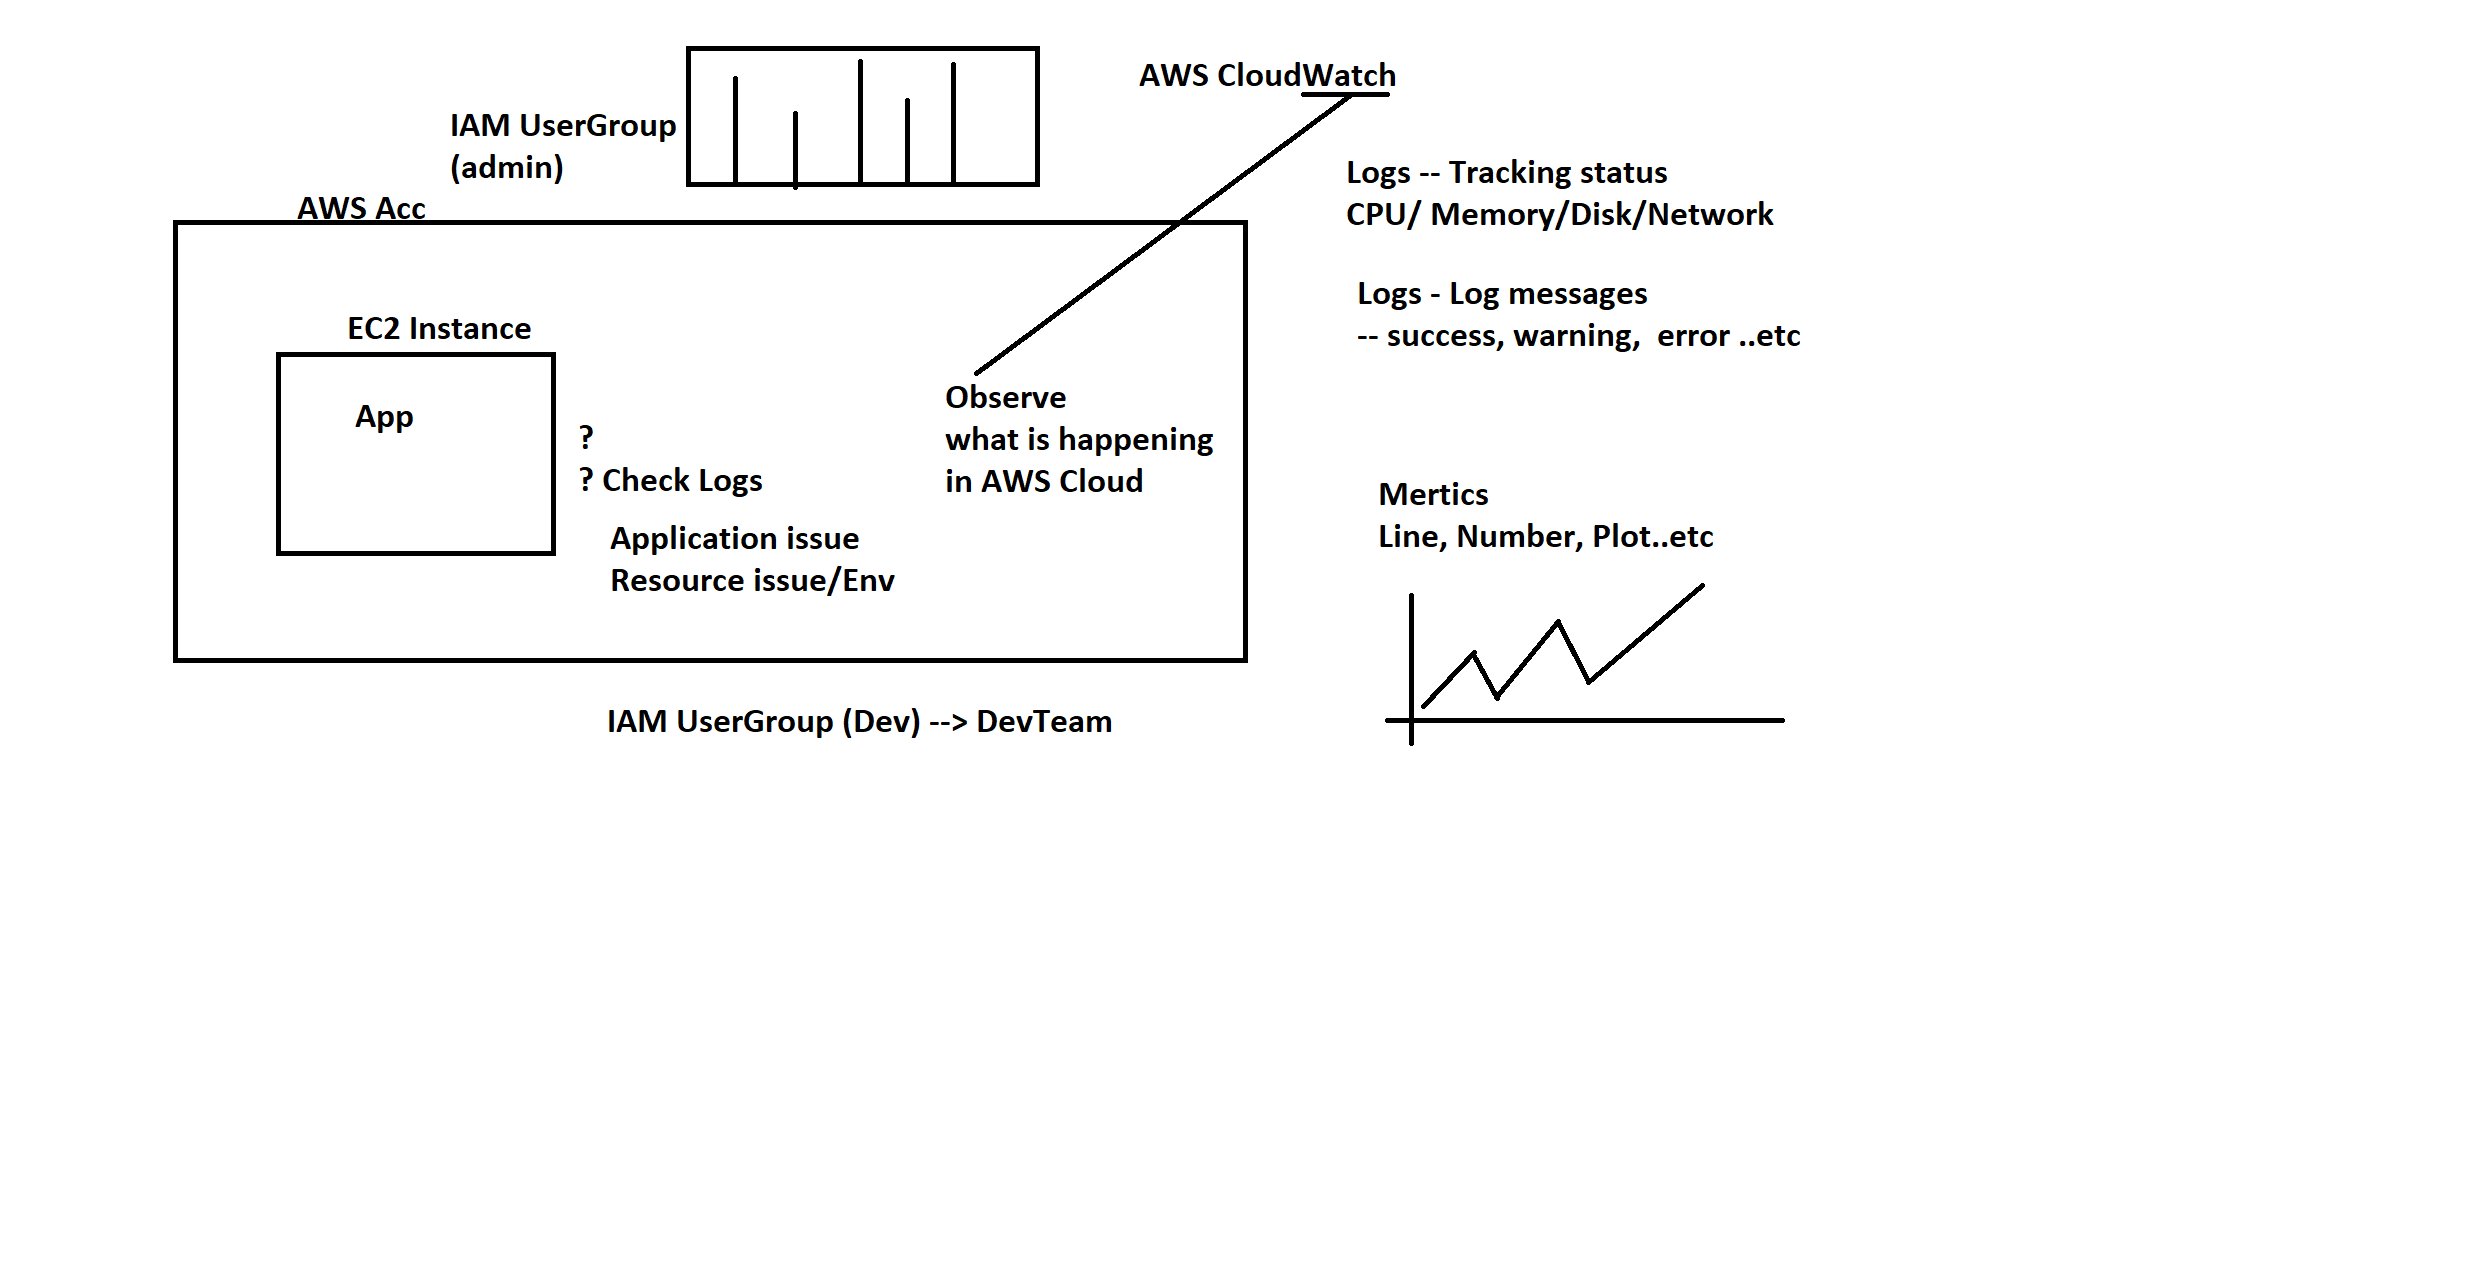 AWS CloudWatch
IAM UserGroup
(admin)
AWS Acc
Logs -- Tracking status
CPU/ Memory/Disk/Network
Logs - Log messages
-- success, warning,  error ..etc
EC2 Instance
App
?
? Check Logs
Application issue
Resource issue/Env
Observe
what is happening
in AWS Cloud
Mertics
Line, Number, Plot..etc
IAM UserGroup (Dev) --> DevTeam